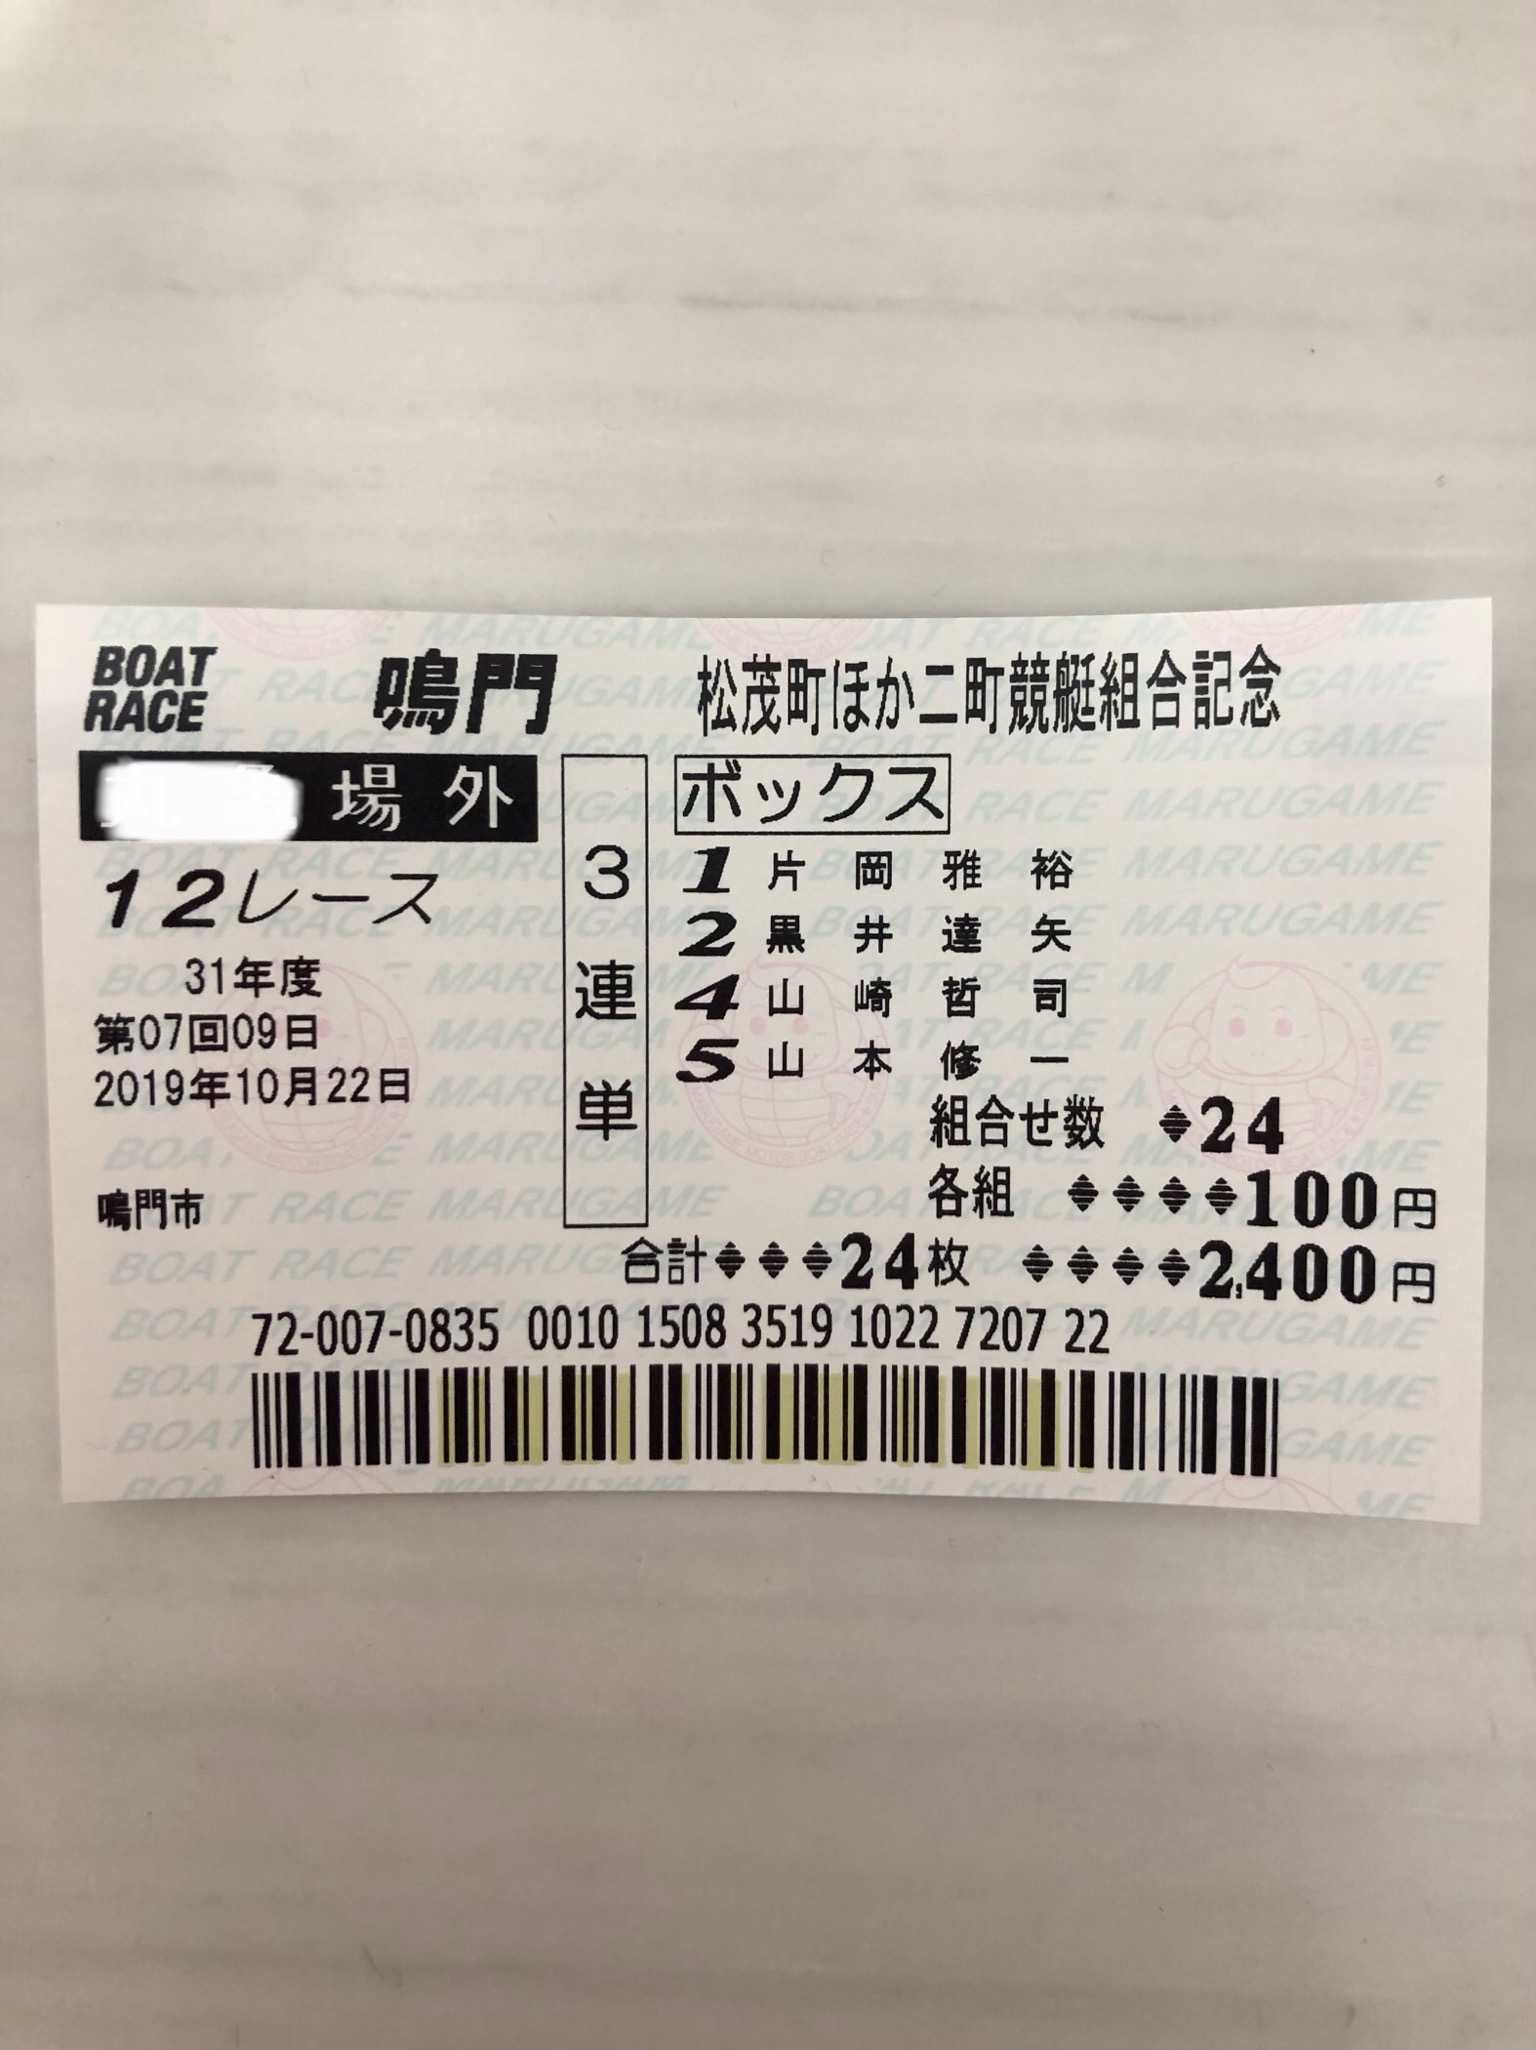 BOAT RACE 鳴門 松茂町ほか二町競艇組合記念
場外
12レース
31年度
第07回09日
2019年10月22日
鳴門市
3連単
ボックス
1 片岡雅裕
2 黒井達矢
4 山崎哲司
5 山本修一
組合せ数 24
各組 100円
合計 24枚 2,400円
72-007-0835 0010 1508 3519 1022 7207 22
BOAT RACE MARUGAME